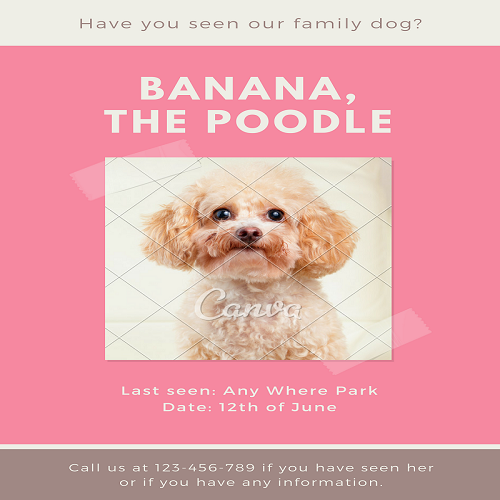 Have you seen our family dog?
BANANA,
THE POODLE
Canva
Last seen: Any Where Park
Date: 12th of June
Call us at 123-456-789 if you have seen her
or if you have any information.